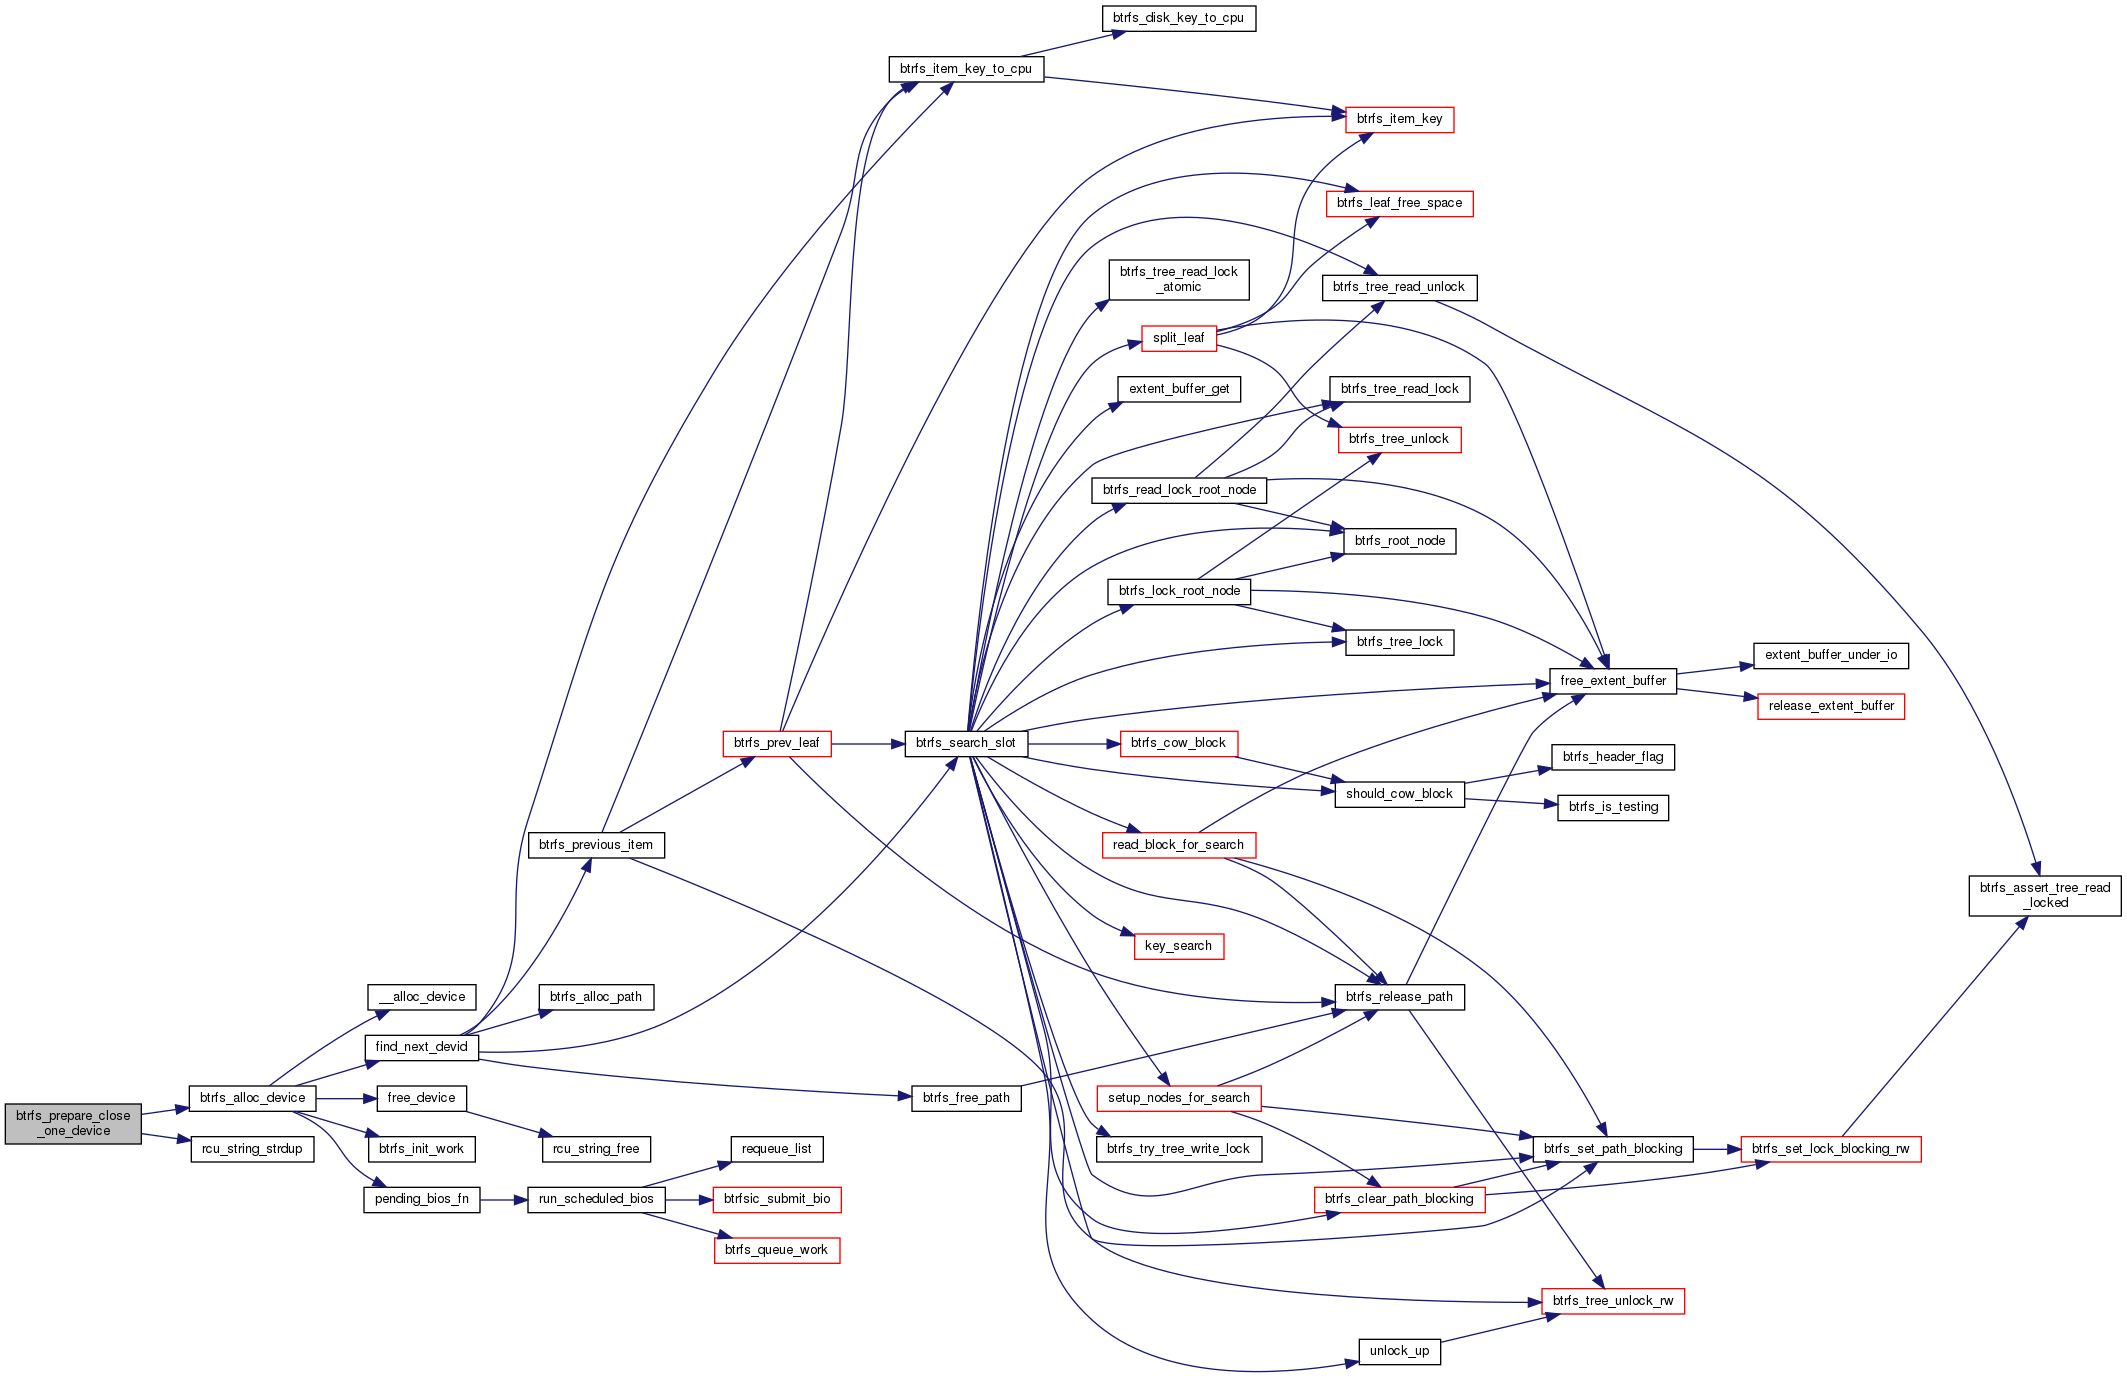 btrfs_disk_key_to_cpu
btrfs_item_key_to_cpu
btrfs_item_key
btrfs_leaf_free_space
btrfs_tree_read_lock
_atomic
btrfs_tree_read_unlock
split_leaf
extent_buffer_get
btrfs_tree_read_lock
btrfs_tree_unlock
btrfs_read_lock_root_node
btrfs_root_node
btrfs_lock_root_node
btrfs_tree_lock
extent_buffer_under_io
free_extent_buffer
release_extent_buffer
btrfs_prev_leaf
btrfs_search_slot
btrfs_cow_block
btrfs_header_flag
should_cow_block
btrfs_is_testing
btrfs_previous_item
read_block_for_search
btrfs_assert_tree_read
_locked
key_search
__alloc_device
btrfs_alloc_path
btrfs_release_path
find_next_devid
btrfs_alloc_device
free_device
btrfs_free_path
setup_nodes_for_search
btrfs_prepare_close
_one_device
rcu_string_strdup
btrfs_init_work
rcu_string_free
requeue_list
btrfs_try_tree_write_lock
btrfs_set_path_blocking
btrfs_set_lock_blocking_rw
pending_bios_fn
run_scheduled_bios
btrfsic_submit_bio
btrfs_clear_path_blocking
btrfs_queue_work
btrfs_tree_unlock_rw
unlock_up